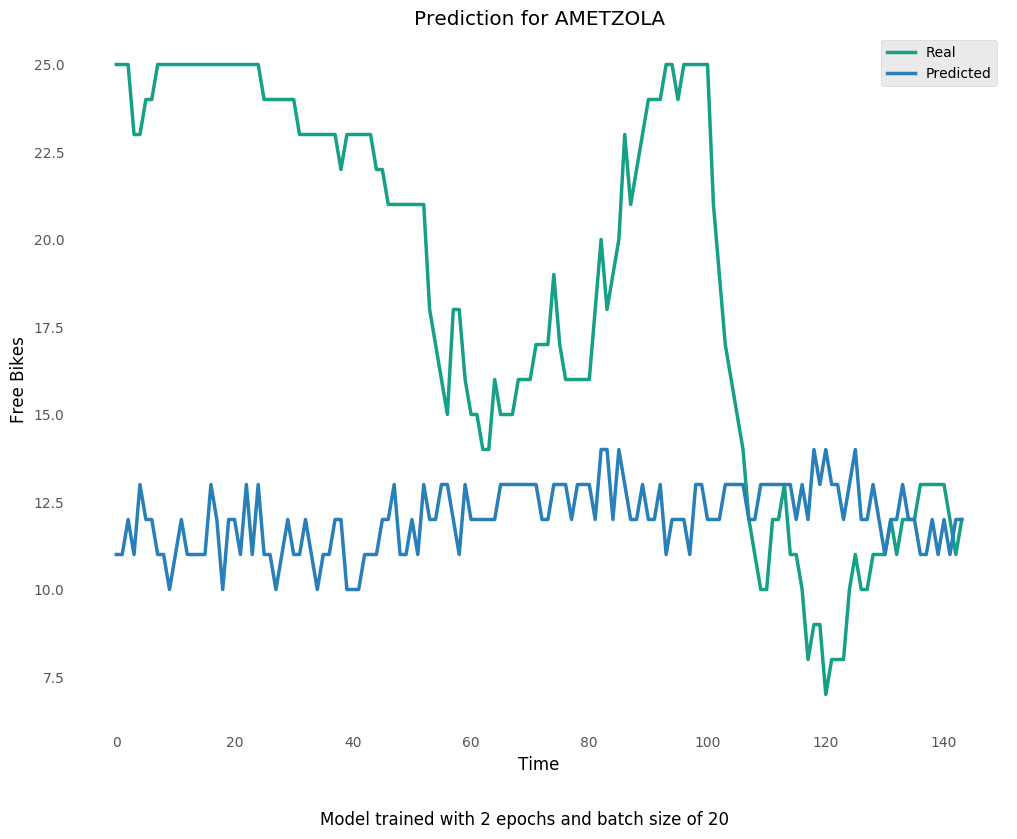 Prediction for AMETZOLA
Real
Predicted
Free Bikes
25.0
22.5
20.0
17.5
15.0
12.5
10.0
7.5
0 20 40 60 80 100 120 140
Time
Model trained with 2 epochs and batch size of 20